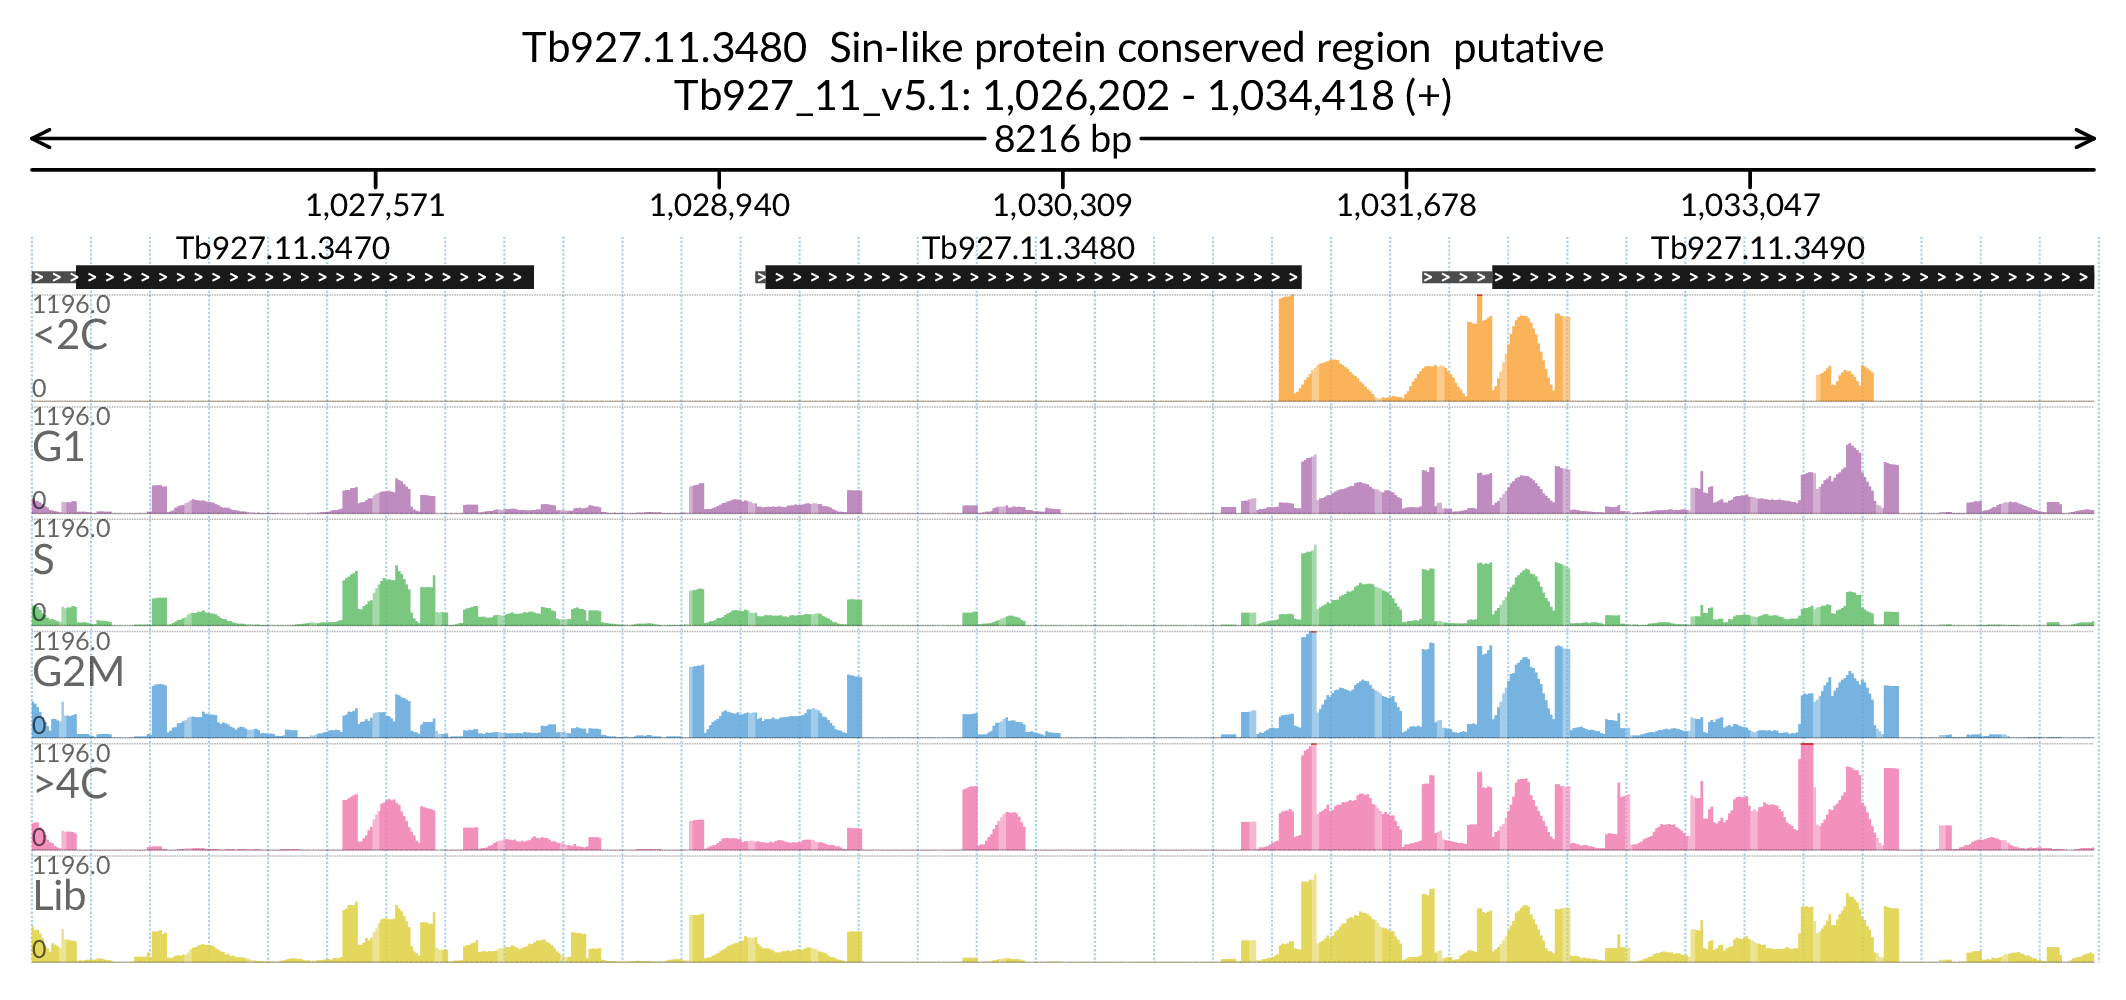 Tb927.11.3480  Sin-like protein conserved region  putative
Tb927_11_v5.1: 1,026,202 - 1,034,418 (+)
8216 bp
1,027,571 1,028,940 1,030,309 1,031,678 1,033,047
Tb927.11.3470 Tb927.11.3480 Tb927.11.3490
1196.0
<2C
0
1196.0
G1
0
1196.0
S
0
1196.0
G2M
0
1196.0
>4C
0
1196.0
Lib
0